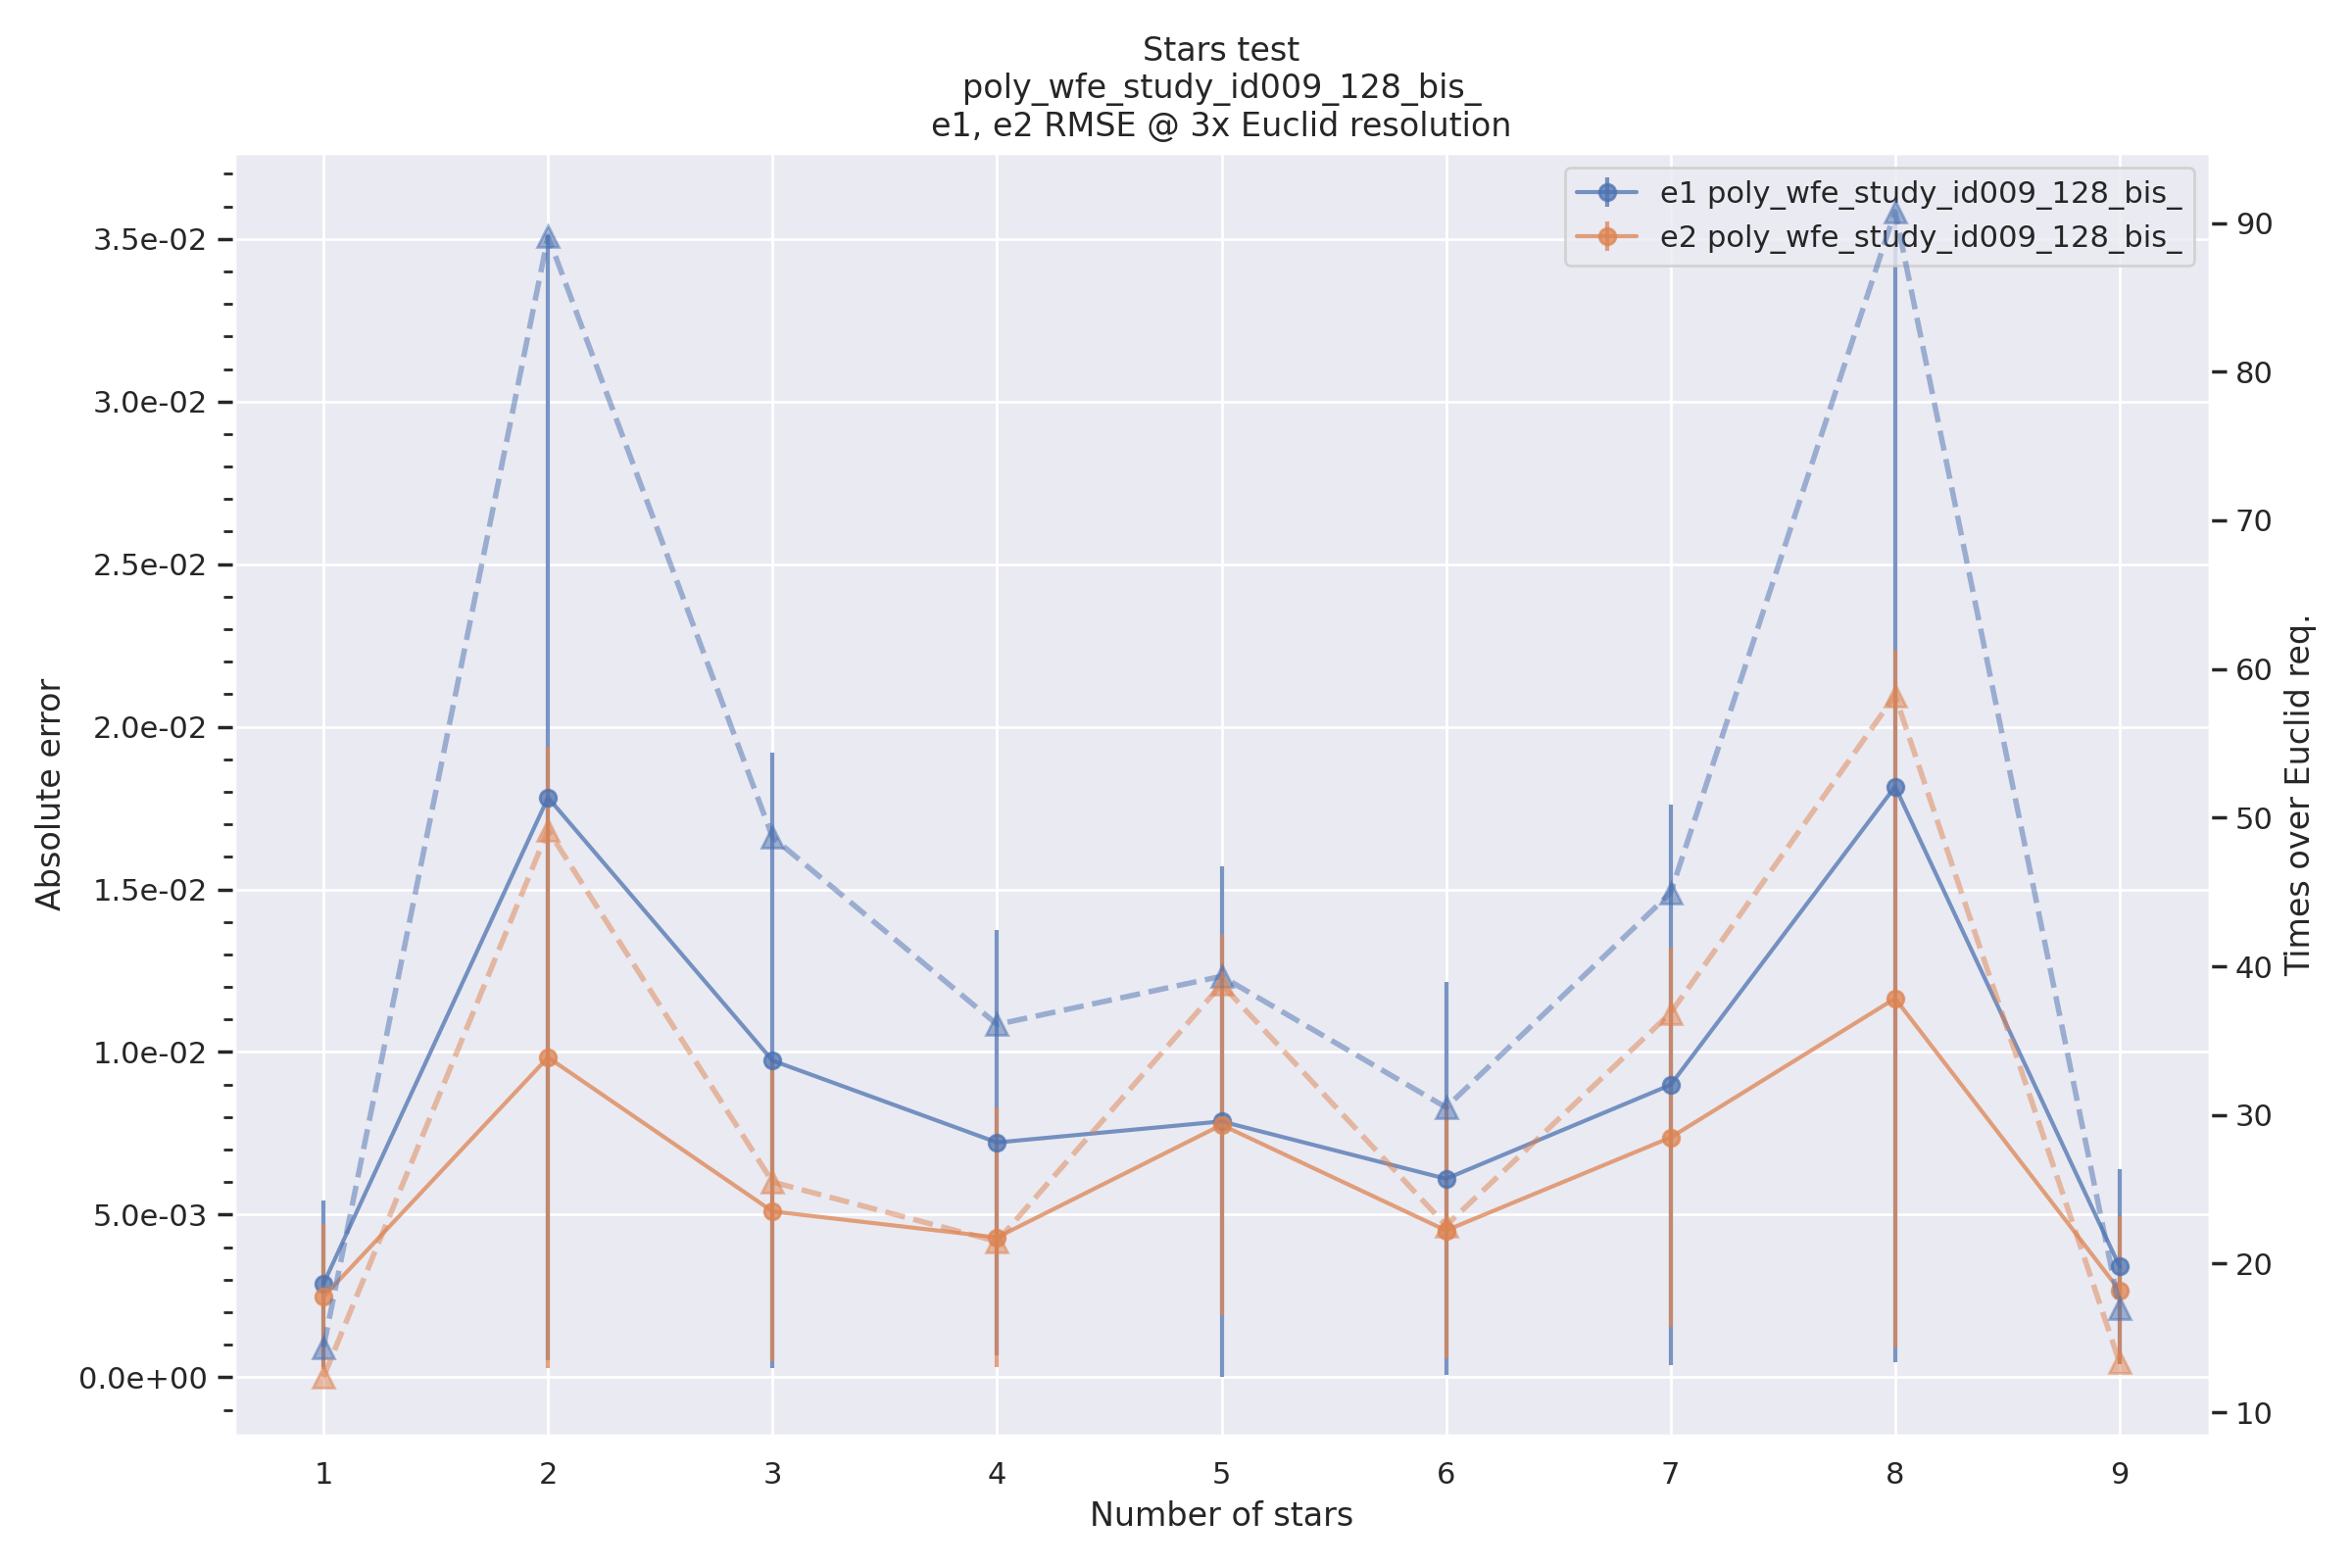 Stars test
poly_wfe_study_id009_128_bis_
e1, e2 RMSE @ 3x Euclid resolution
e1 poly_wfe_study_id009_128_bis_
e2 poly_wfe_study_id009_128_bis_
Absolute error
3.5e-02
3.0e-02
2.5e-02
2.0e-02
1.5e-02
1.0e-02
5.0e-03
0.0e+00
90
80
70
60
50
40
30
20
10
Times over Euclid req.
1 2 3 4 5 6 7 8 9
Number of stars